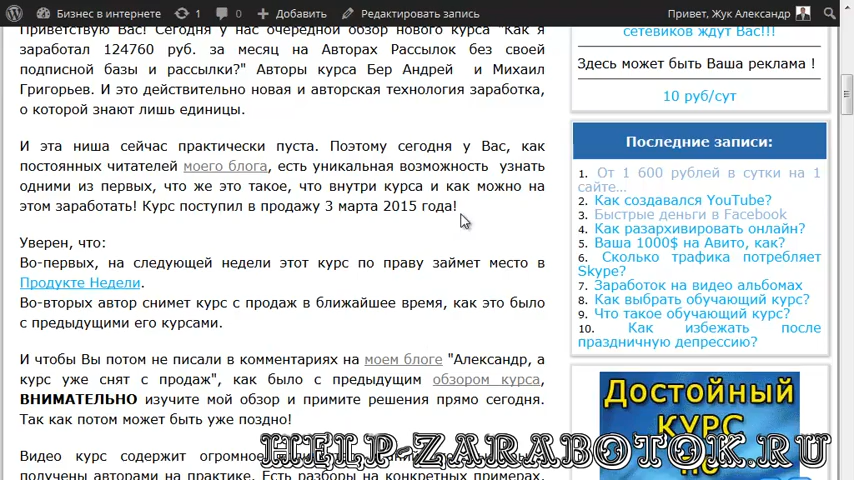 Бизнес в интернете 1 0 Добавить Редактировать запись Привет, Жук Александр
Приветствую Вас! Сегодня у нас очередной обзор нового курса "Как я
заработал 124760 руб. за месяц на Авторах Рассылок без своей
подписной базы и рассылки?" Авторы курса Бер Андрей и Михаил
Григорьев. И это действительно новая и авторская технология заработка,
о которой знают лишь единицы.
И эта ниша сейчас практически пуста. Поэтому сегодня у Вас, как
постоянных читателей моего блога, есть уникальная возможность узнать
одними из первых, что же это такое, что внутри курса и как можно на
этом заработать! Курс поступил в продажу 3 марта 2015 года!
Уверен, что:
Во-первых, на следующей недели этот курс по праву займет место в
Продукте Недели.
Во-вторых автор снимет курс с продаж в ближайшее время, как это было
с предыдущими его курсами.
И чтобы Вы потом не писали в комментариях на моем блоге "Александр, а
курс уже снят с продаж", как было с предыдущим обзором курса,
ВНИМАТЕЛЬНО изучите мой обзор и примите решения прямо сегодня.
Так как потом может быть уже поздно!
Видео курс содержит огромное
получены авторами на практике. Есть разборы на конкретных примерах.
сетевиков ждут Вас!!!
Здесь может быть Ваша реклама !
10 руб/сут
Последние записи:
1. От 1 600 рублей в сутки на 1
сайте...
2. Как создавался YouTube?
3. Быстрые деньги в Facebook
4. Как разархивировать онлайн?
5. Ваша 1000$ на Авито, как?
6. Сколько трафика потребляет
Skype?
7. Заработок на видео альбомах
8. Как выбрать обучающий курс?
9. Что такое обучающий курс?
10. Как избежать после
праздничную депрессию?
Достойный
КУРС
по
HELP-ZARABOTOK.RU